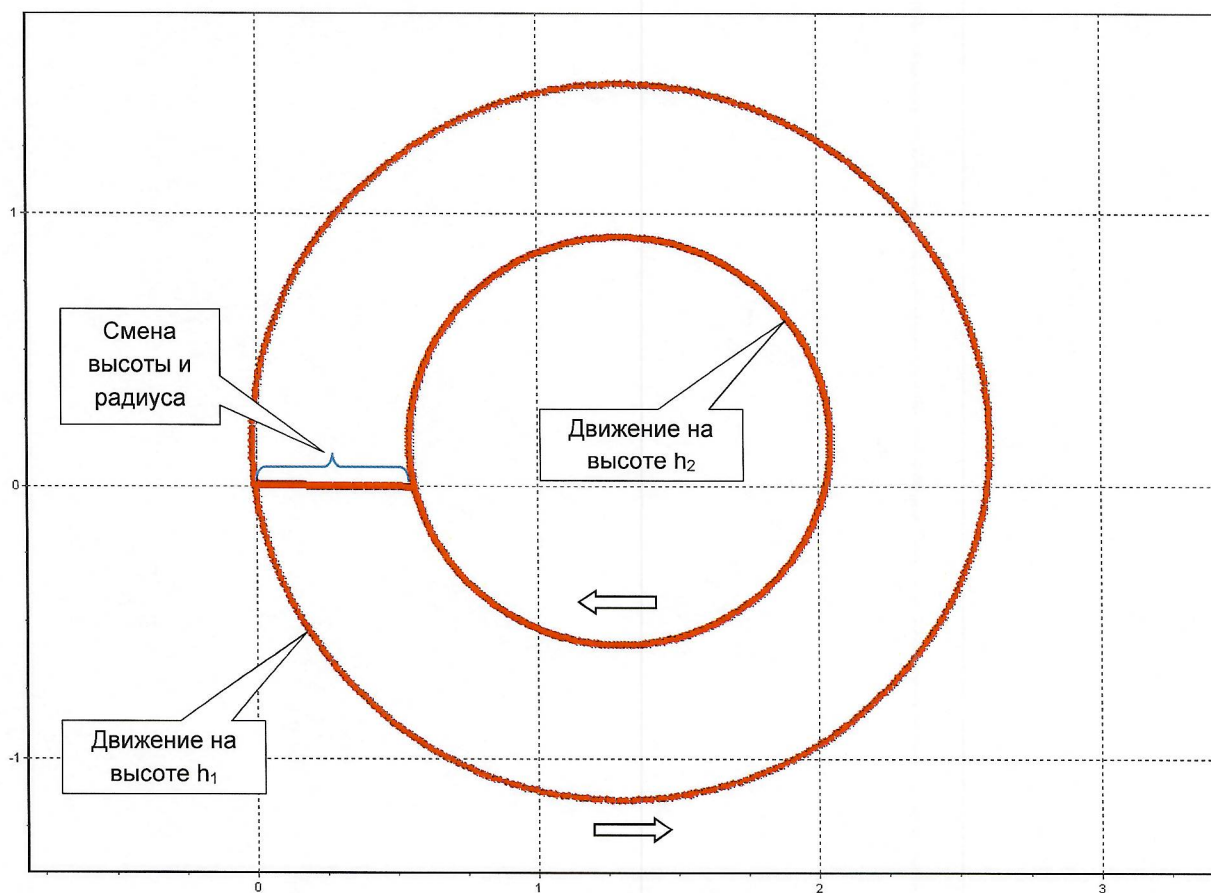 1
Смена
высоты и
радиуса
Движение на
высоте h₂
0
Движение на
высоте h₁
-1
0
1
2
3